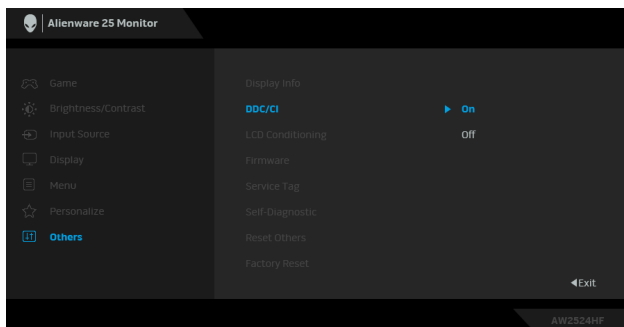 Alienware 25 Monitor
Game
Display Info
Brightness/Contrast
DDC/CI
On
Input Source
LCD Conditioning
Off
Display
Firmware
Menu
Service Tag
Personalize
Self-Diagnostic
Others
Reset Others
Factory Reset
Exit
AW2524HF